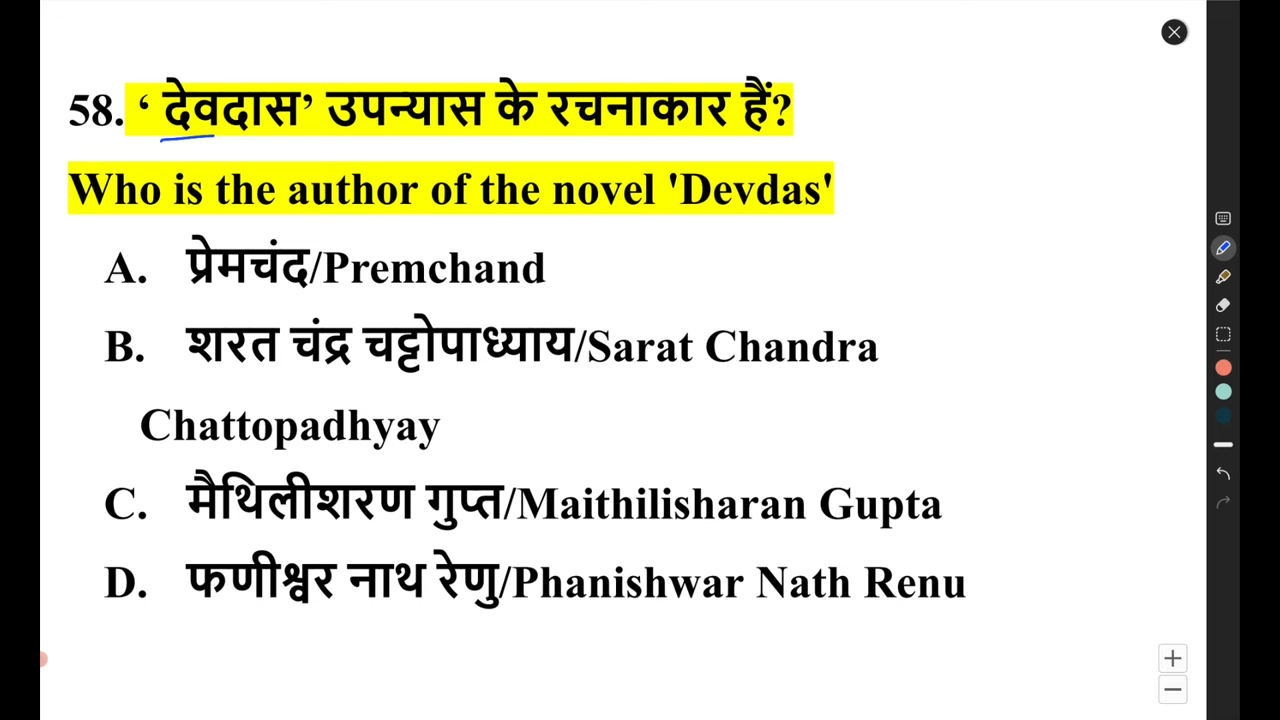 58. ‘ देवदास’ उपन्यास के रचनाकार हैं?
Who is the author of the novel 'Devdas'
A. प्रेमचंद/Premchand
B. शरत चंद्र चट्टोपाध्याय/Sarat Chandra
Chattopadhyay
C. मैथिलीशरण गुप्त/Maithilisharan Gupta
D. फणीश्वर नाथ रेणु/Phanishwar Nath Renu